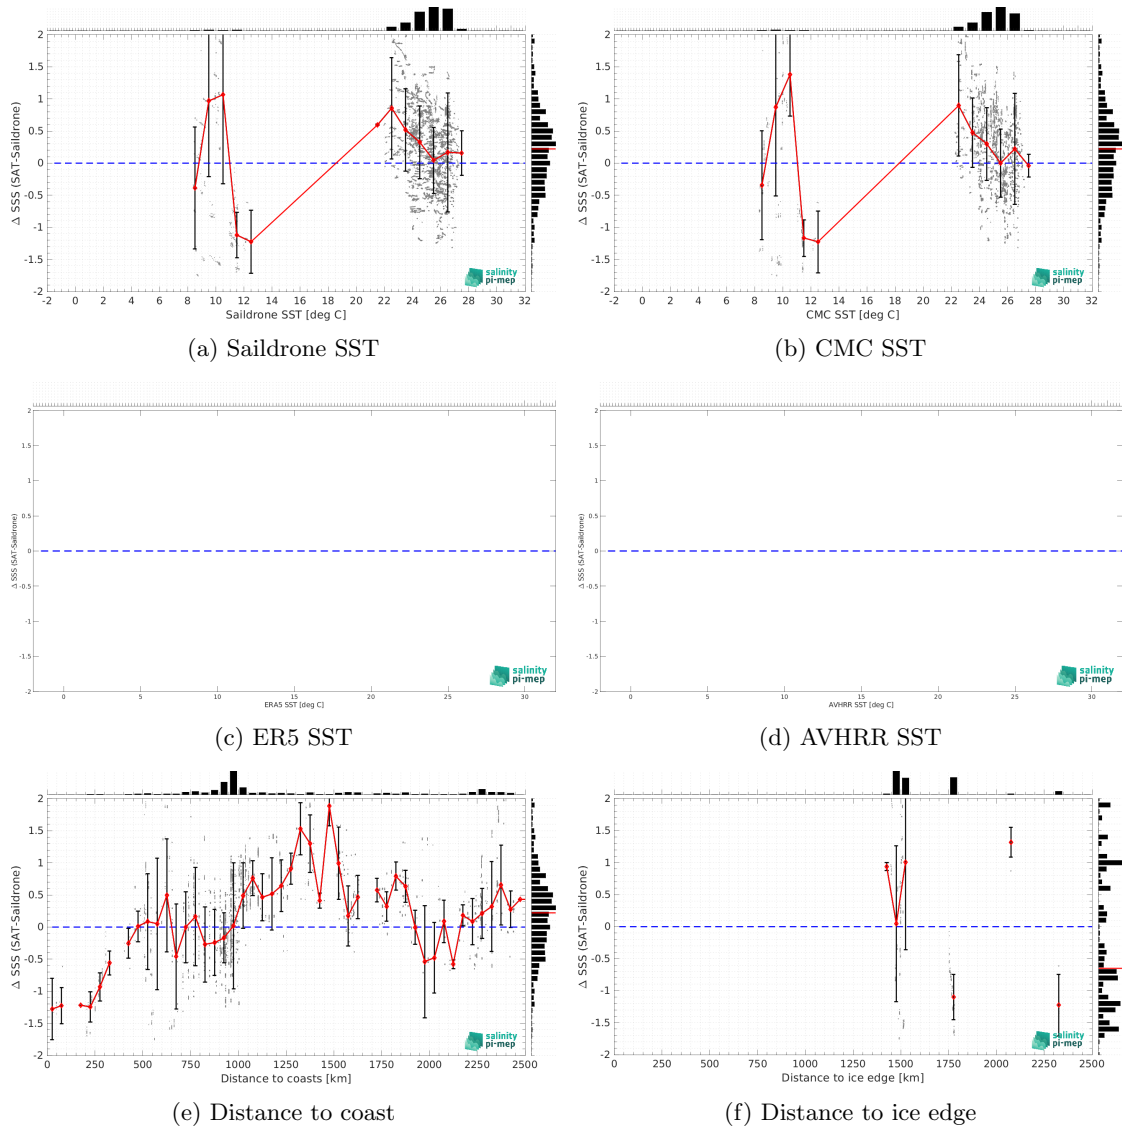 2
1.5
1
0.5
0
-0.5
-1
-1.5
-2
Δ SSS (SAT-Saildrone)
-2 0 2 4 6 8 10 12 14 16 18 20 22 24 26 28 30 32
Saildrone SST [deg C]
salinity
pi-mep
(a) Saildrone SST
2
1.5
1
0.5
0
-0.5
-1
-1.5
-2
Δ SSS (SAT-Saildrone)
-2 0 2 4 6 8 10 12 14 16 18 20 22 24 26 28 30 32
CMC SST [deg C]
salinity
pi-mep
(b) CMC SST
2
1.5
1
0.5
0
-0.5
-1
-1.5
-2
Δ SSS (SAT-Saildrone)
0 5 10 15 20 25 30
ERA5 SST [deg C]
salinity
pi-mep
(c) ER5 SST
2
1.5
1
0.5
0
-0.5
-1
-1.5
-2
Δ SSS (SAT-Saildrone)
0 5 10 15 20 25 30
AVHRR SST [deg C]
salinity
pi-mep
(d) AVHRR SST
2
1.5
1
0.5
0
-0.5
-1
-1.5
-2
Δ SSS (SAT-Saildrone)
0 250 500 750 1000 1250 1500 1750 2000 2250 2500
Distance to coasts [km]
salinity
pi-mep
(e) Distance to coast
2
1.5
1
0.5
0
-0.5
-1
-1.5
-2
Δ SSS (SAT-Saildrone)
0 250 500 750 1000 1250 1500 1750 2000 2250 2500
Distance to ice edge [km]
salinity
pi-mep
(f) Distance to ice edge